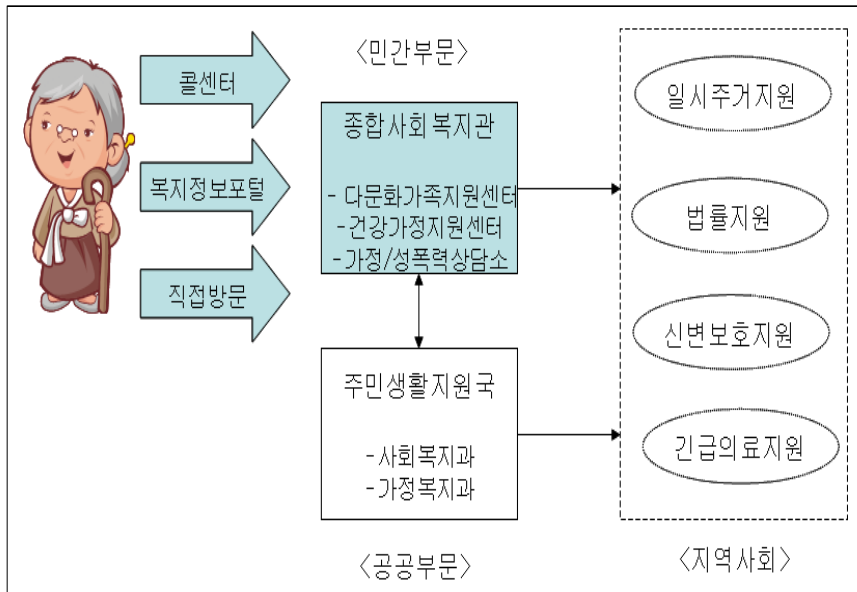 콜센터
복지정보포털
직접방문
<민간부문>
종합사회복지관
- 다문화가족지원센터
-건강가정지원센터
-가정/성폭력상담소
주민생활지원국
-사회복지과
-가정복지과
<공공부문>
일시주거지원
법률지원
신변보호지원
긴급의료지원
<지역사회>